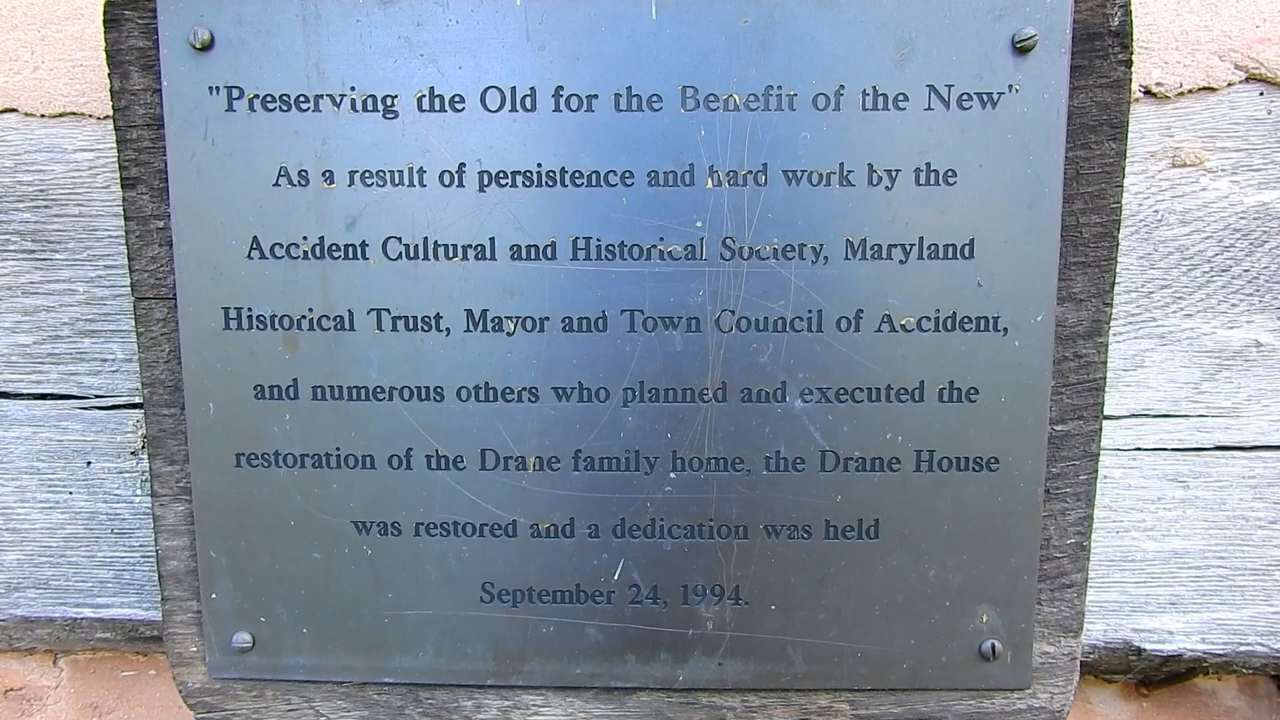 "Preserving the Old for the Benefit of the New"
As a result of persistence and hard work by the
Accident Cultural and Historical Society, Maryland
Historical Trust, Mayor and Town Council of Accident,
and numerous others who planned and executed the
restoration of the Drane family home, the Drane House
was restored and a dedication was held
September 24, 1994.